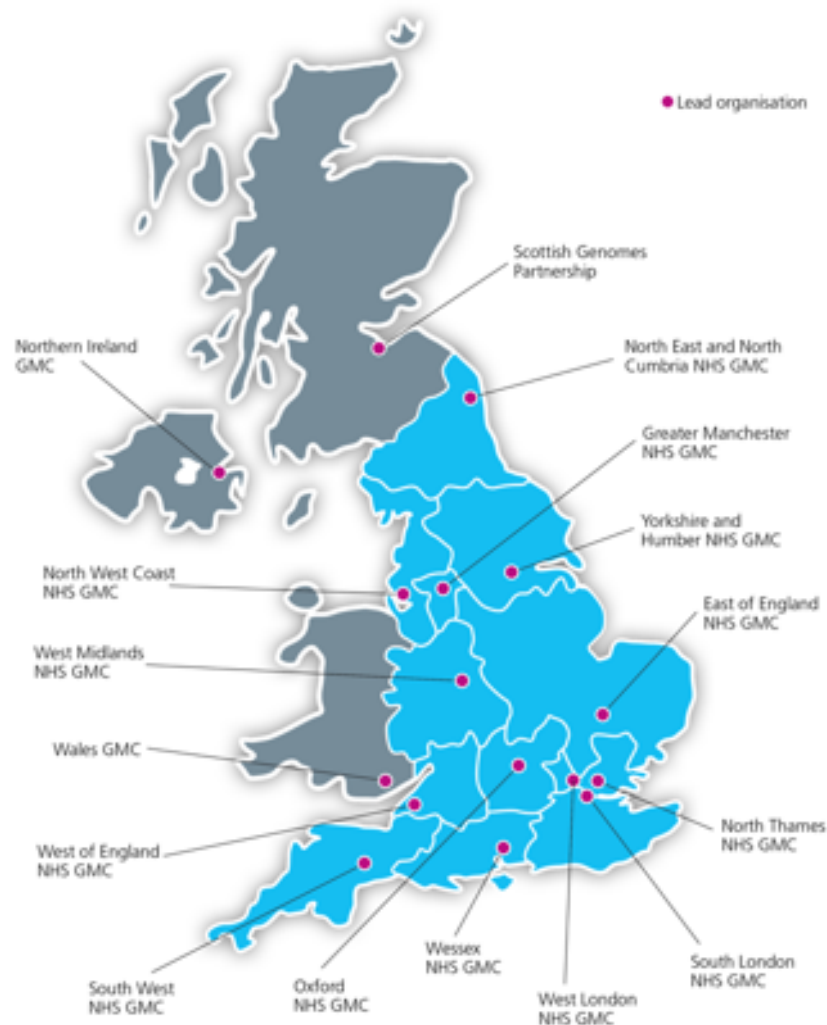 Lead organisation
Scottish Genomes
Partnership
Northern Ireland
GMC
North East and North
Cumbria NHS GMC
Greater Manchester
NHS GMC
Yorkshire and
Humber NHS GMC
North West Coast
NHS GMC
East of England
NHS GMC
West Midlands
NHS GMC
Wales GMC
North Thames
NHS GMC
West of England
NHS GMC
Wessex
NHS GMC
South London
NHS GMC
South West
NHS GMC
Oxford
NHS GMC
West London
NHS GMC